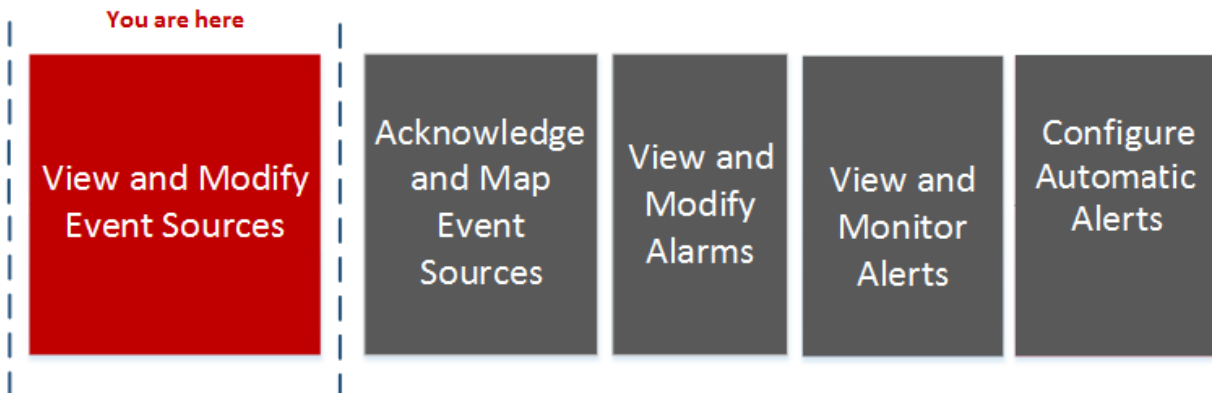 You are here
View and Modify
Event Sources
Acknowledge
and Map
Event
Sources
View and
Modify
Alarms
View and
Monitor
Alerts
Configure
Automatic
Alerts